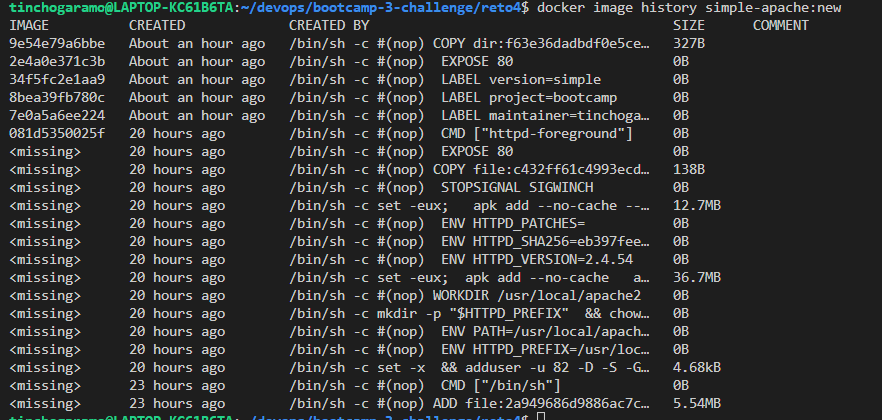 tinchogaramo@LAPTOP-KC61B6TA:~/devops/bootcamp-3-challenge/reto4$ docker image history simple-apache:new
IMAGE CREATED CREATED BY SIZE COMMENT
9e54e79a6bbe About an hour ago /bin/sh -c #(nop) COPY dir:f63e36dadbdf0e5ce… 327B
2e4a0e371c3b About an hour ago /bin/sh -c #(nop) EXPOSE 80 0B
34f5fc2e1aa9 About an hour ago /bin/sh -c #(nop) LABEL version=simple 0B
8bea39fb780c About an hour ago /bin/sh -c #(nop) LABEL project=bootcamp 0B
7e0a5a6ee224 About an hour ago /bin/sh -c #(nop) LABEL maintainer=tinchoga… 0B
081d5350025f 20 hours ago /bin/sh -c #(nop) CMD ["httpd-foreground"] 0B
<missing> 20 hours ago /bin/sh -c #(nop) EXPOSE 80 0B
<missing> 20 hours ago /bin/sh -c #(nop) COPY file:c432ff61c4993ecd… 138B
<missing> 20 hours ago /bin/sh -c #(nop) STOPSIGNAL SIGWINCH 0B
<missing> 20 hours ago /bin/sh -c set -eux; apk add --no-cache --… 12.7MB
<missing> 20 hours ago /bin/sh -c #(nop) ENV HTTPD_PATCHES= 0B
<missing> 20 hours ago /bin/sh -c #(nop) ENV HTTPD_SHA256=eb397fee… 0B
<missing> 20 hours ago /bin/sh -c #(nop) ENV HTTPD_VERSION=2.4.54 0B
<missing> 20 hours ago /bin/sh -c set -eux; apk add --no-cache a… 36.7MB
<missing> 20 hours ago /bin/sh -c #(nop) WORKDIR /usr/local/apache2 0B
<missing> 20 hours ago /bin/sh -c mkdir -p "$HTTPD_PREFIX" && chow… 0B
<missing> 20 hours ago /bin/sh -c #(nop) ENV PATH=/usr/local/apach… 0B
<missing> 20 hours ago /bin/sh -c #(nop) ENV HTTPD_PREFIX=/usr/loc… 0B
<missing> 20 hours ago /bin/sh -c set -x && adduser -u 82 -D -S -G… 4.68kB
<missing> 23 hours ago /bin/sh -c #(nop) CMD ["/bin/sh"] 0B
<missing> 23 hours ago /bin/sh -c #(nop) ADD file:2a949686d9886ac7c… 5.54MB
tinchogaramo@LAPTOP-KC61B6TA:~/devops/bootcamp-3-challenge/reto4$